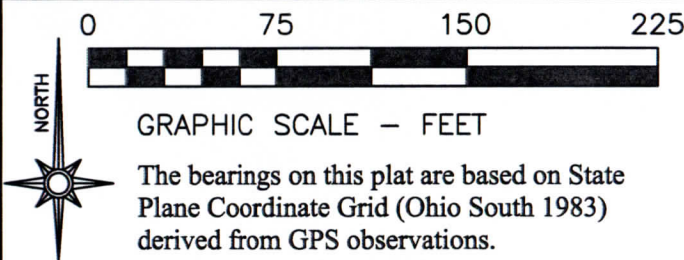 0 75 150 225
NORTH
GRAPHIC SCALE – FEET
The bearings on this plat are based on State
Plane Coordinate Grid (Ohio South 1983)
derived from GPS observations.